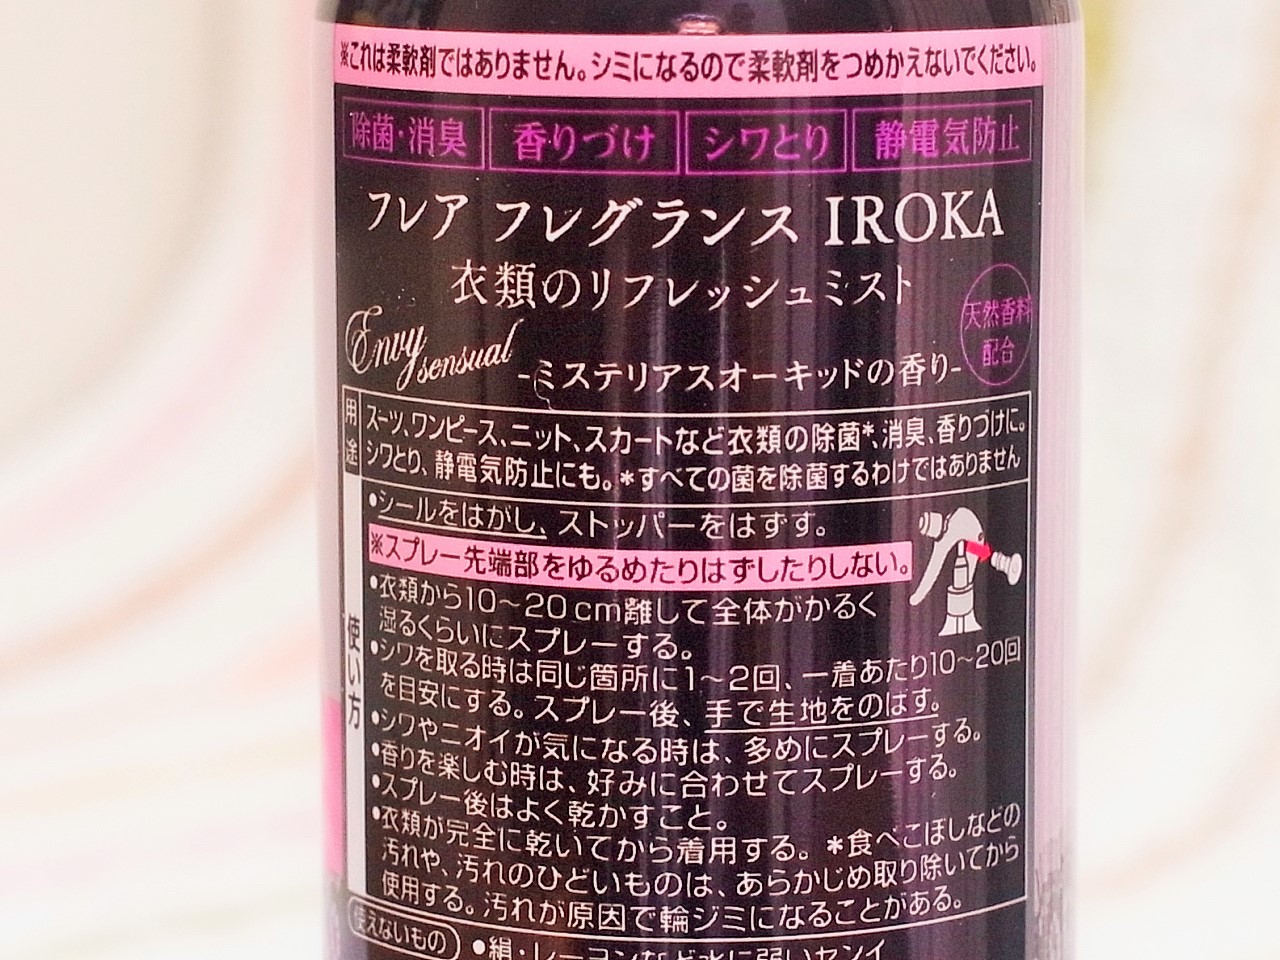 ※これは柔軟剤ではありません。シミになるので柔軟剤をつめかえないでください。
除菌・消臭 香りづけ シワとり 静電気防止
フレア フレグランス IROKA
衣類のリフレッシュミスト
天然香料
配合
Envy sensual
-ミステリアスオーキッドの香り-
用途
スーツ、ワンピース、ニット、スカートなど衣類の除菌*、消臭、香りづけに。
シワとり、静電気防止にも。*すべての菌を除菌するわけではありません
使い方
•シールをはがし、ストッパーをはずす。
※スプレー先端部をゆるめたりはずしたりしない。
•衣類から10〜20cm離して全体がかるく
湿るくらいにスプレーする。
•シワを取る時は同じ箇所に1〜2回、一着あたり10〜20回
を目安にする。スプレー後、手で生地をのばす。
•シワやニオイが気になる時は、多めにスプレーする。
•香りを楽しむ時は、好みに合わせてスプレーする。
•スプレー後はよく乾かすこと。
•衣類が完全に乾いてから着用する。*食べこぼしなどの
汚れや、汚れのひどいものは、あらかじめ取り除いてから
使用する。汚れが原因で輪ジミになることがある。
使えないもの
•絹・レーヨンなど水に弱いセンイ